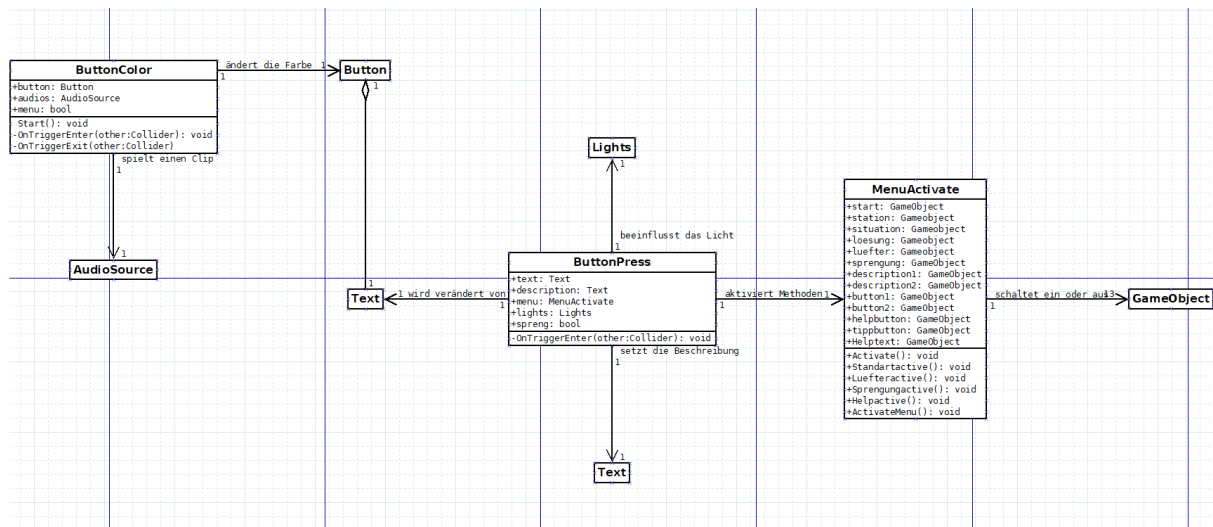 ButtonColor
+button: Button
+audios: AudioSource
+menu: bool
Start(): void
-OnTriggerEnter(other:Collider): void
-OnTriggerExit(other:Collider)
ändert die Farbe 1
1
Button
1
spielt einen Clip
1
1
AudioSource
1
Text
Lights
1
beeinflusst das Licht
1
ButtonPress
+text: Text
+description: Text
+menu: MenuActivate
+lights: Lights
+spreng: bool
-OnTriggerEnter(other:Collider): void
1 wird verändert von
1
setzt die Beschreibung
1
1
Text
aktiviert Methoden 1
1
MenuActivate
+start: GameObject
+station: Gameobject
+situation: Gameobject
+loesung: Gameobject
+luefter: Gameobject
+sprengung: GameObject
+description1: GameObject
+description2: GameObject
+button1: GameObject
+button2: GameObject
+helpbutton: GameObject
+tippbutton: GameObject
+Helptext: GameObject
+Activate(): void
+Standartactive(): void
+Luefteractive(): void
+Sprengungactive(): void
+Helpactive(): void
+ActivateMenu(): void
schaltet ein oder aus 13
1
GameObject